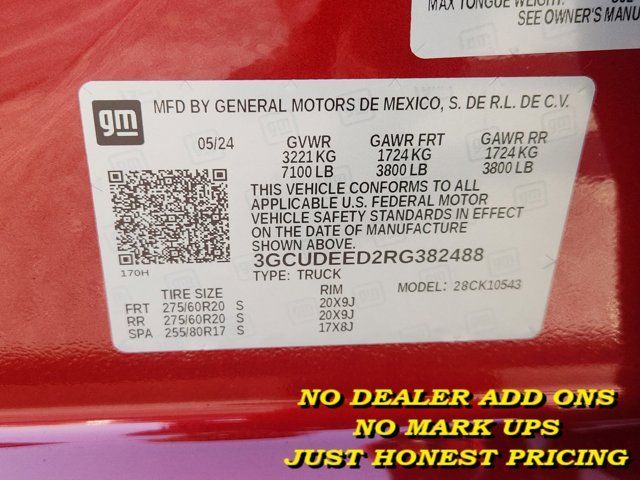 MAX TONGUE WEIGHT:
SEE OWNER'S MANU
gm
MFD BY GENERAL MOTORS DE MEXICO, S. DE R.L. DE C.V.
05/24 GVWR GAWR FRT GAWR RR
3221 KG 1724 KG 1724 KG
7100 LB 3800 LB 3800 LB
THIS VEHICLE CONFORMS TO ALL
APPLICABLE U.S. FEDERAL MOTOR
VEHICLE SAFETY STANDARDS IN EFFECT
ON THE DATE OF MANUFACTURE
SHOWN ABOVE.
170H
3GCUDEED2RG382488
TYPE: TRUCK MODEL: 28CK10543
TIRE SIZE RIM
FRT 275/60R20 S 20X9J
RR 275/60R20 S 20X9J
SPA 255/80R17 S 17X8J
NO DEALER ADD ONS
NO MARK UPS
JUST HONEST PRICING